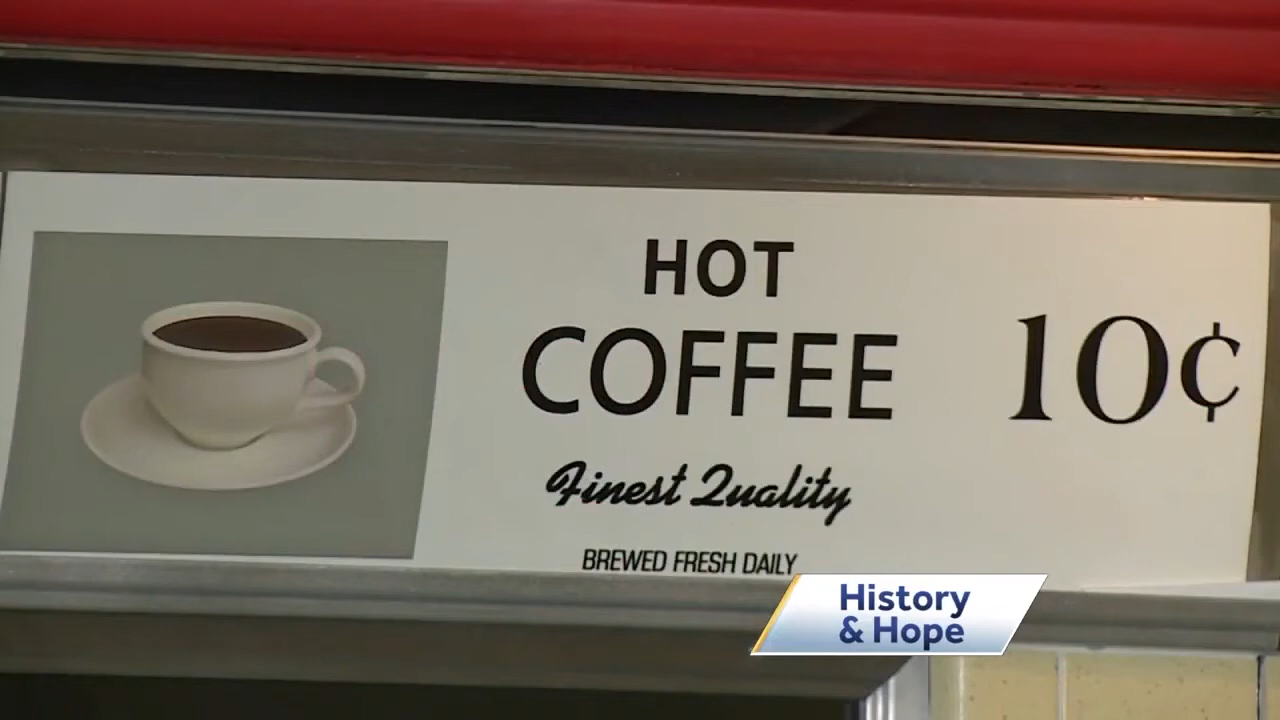 HOT
COFFEE
10¢
Finest Quality
BREWED FRESH DAILY
History
& Hope